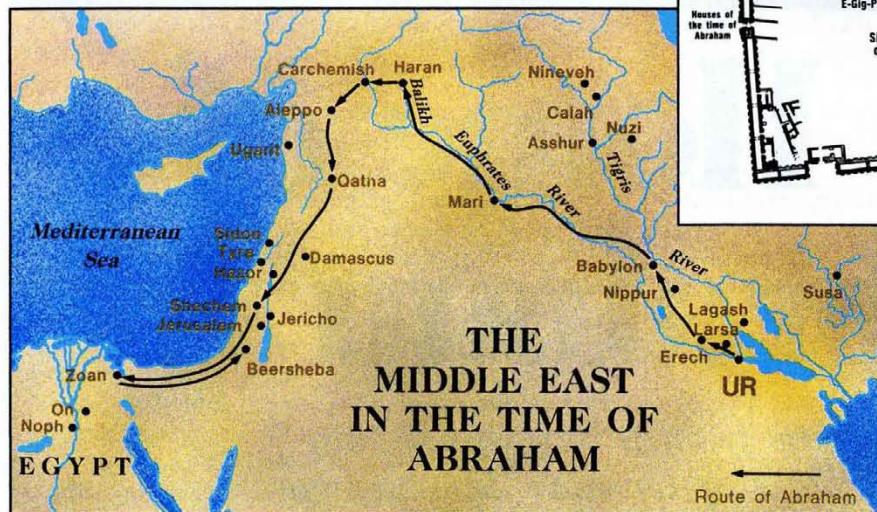 Houses of
the time of
Abraham
E-Gig-P
Carchemish
Haran
Nineveh
Balikh
Calah
Aleppo
Nuzi
Asshur
Ugarit
Euphrates
Tigris
Qatna
Mari
River
Mediterranean
Sea
Sidon
Tyre
Hazor
Damascus
Babylon
River
Nippur
Susa
Shechem
Jerusalem
Jericho
Lagash
Larsa
Erech
Beersheba
Zoan
UR
THE
MIDDLE EAST
IN THE TIME OF
ABRAHAM
On
Noph
EGYPT
Route of Abraham